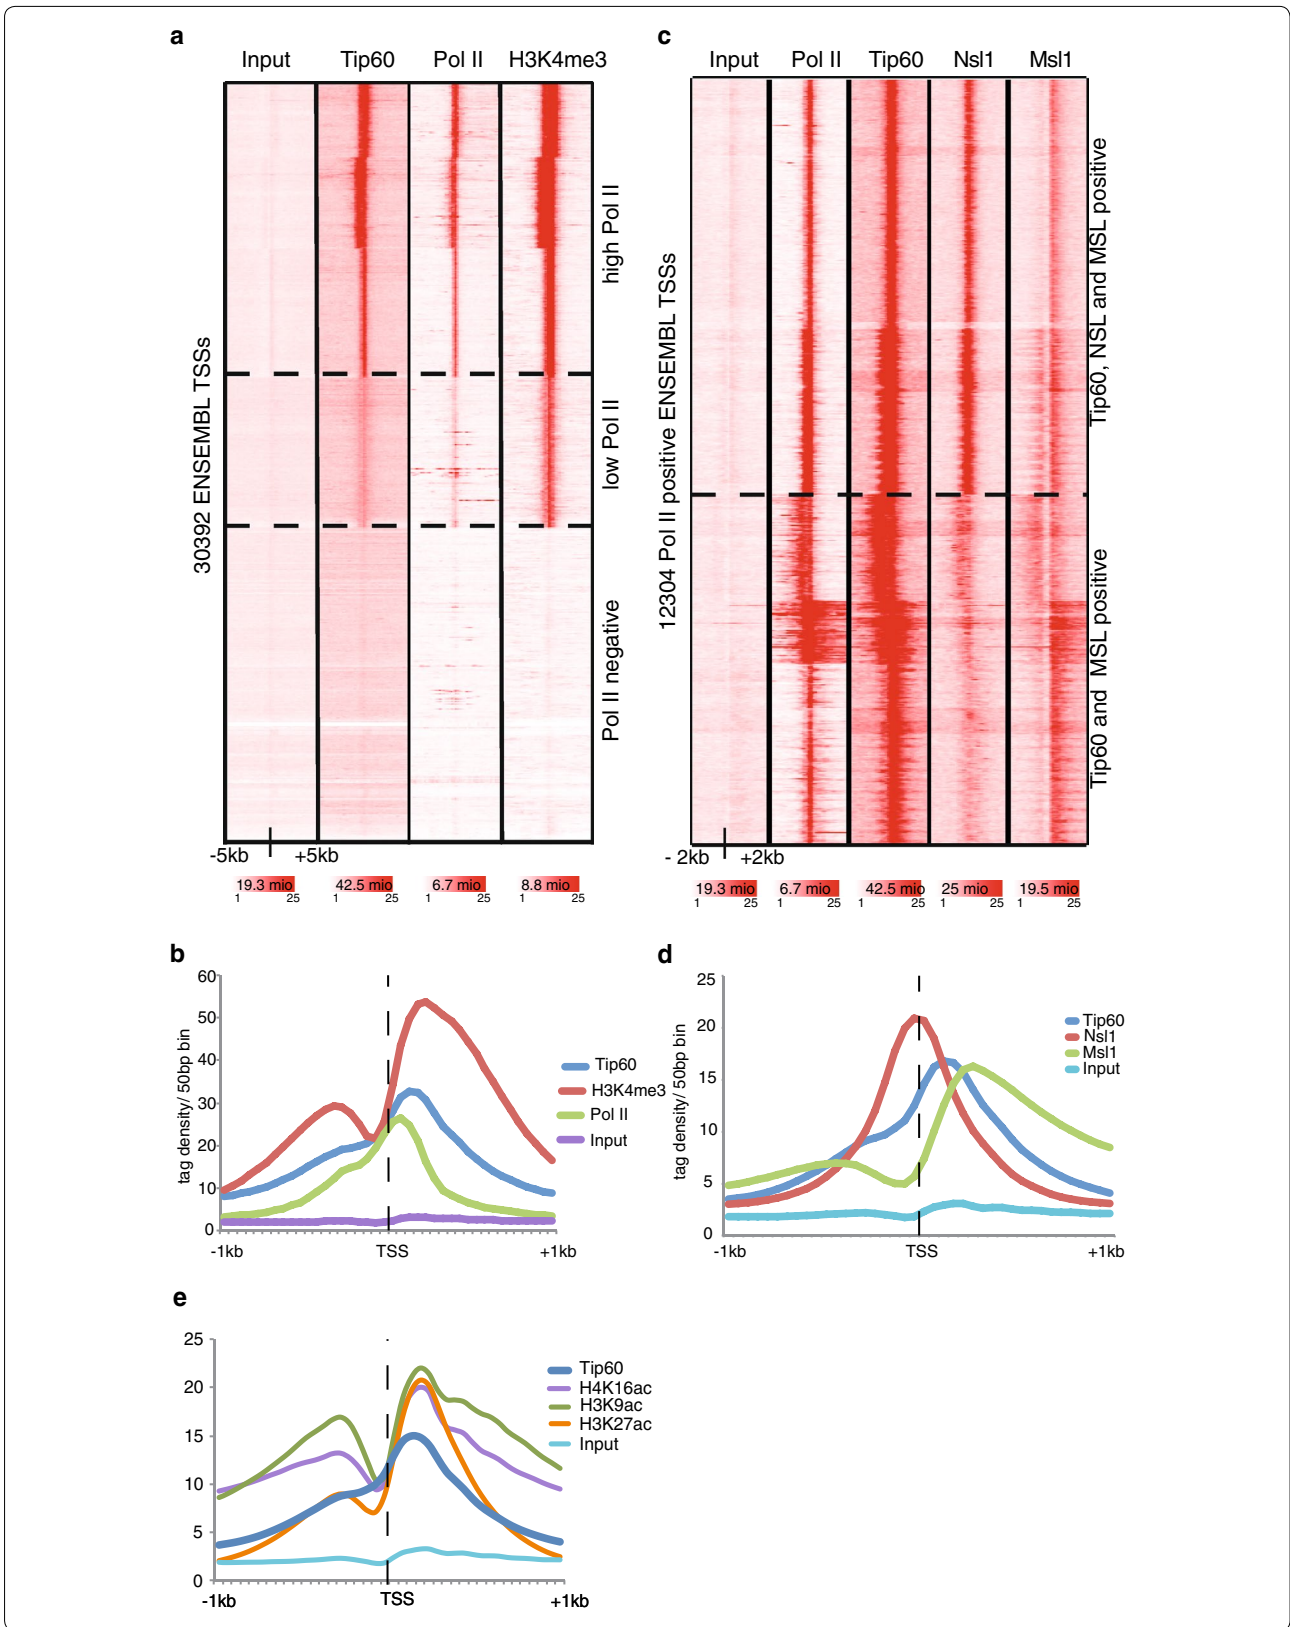 a
Input Tip60 Pol II H3K4me3
30392 ENSEMBL TSSs
high Pol II
low Pol II
Pol II negative
-5kb +5kb
19.3 mio 42.5 mio 6.7 mio 8.8 mio
1 25 1 25 1 25 1 25
c
Input Pol II Tip60 Nsl1 Msl1
12304 Pol II positive ENSEMBL TSSs
Tip60, NSL and MSL positive
Tip60 and MSL positive
- 2kb +2kb
19.3 mio 6.7 mio 42.5 mio 25 mio 19.5 mio
1 25 1 25 1 25 1 25 1 25
b
tag density/ 50bp bin
60
50
40
30
20
10
0
-1kb TSS +1kb
Tip60
H3K4me3
Pol II
Input
d
tag density/ 50bp bin
25
20
15
10
5
0
-1kb TSS +1kb
Tip60
Nsl1
Msl1
Input
e
25
20
15
10
5
0
-1kb TSS +1kb
Tip60
H4K16ac
H3K9ac
H3K27ac
Input